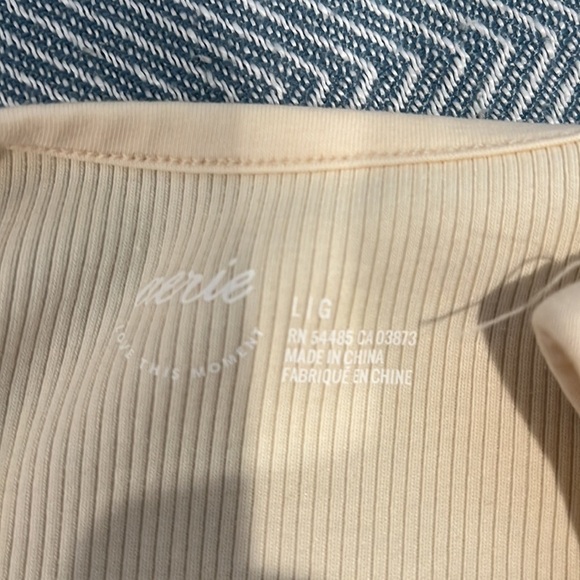 aerie
LOVE THIS MOMENT
L | G
RN 54485 CA 03873
MADE IN CHINA
FABRIQUÉ EN CHINE